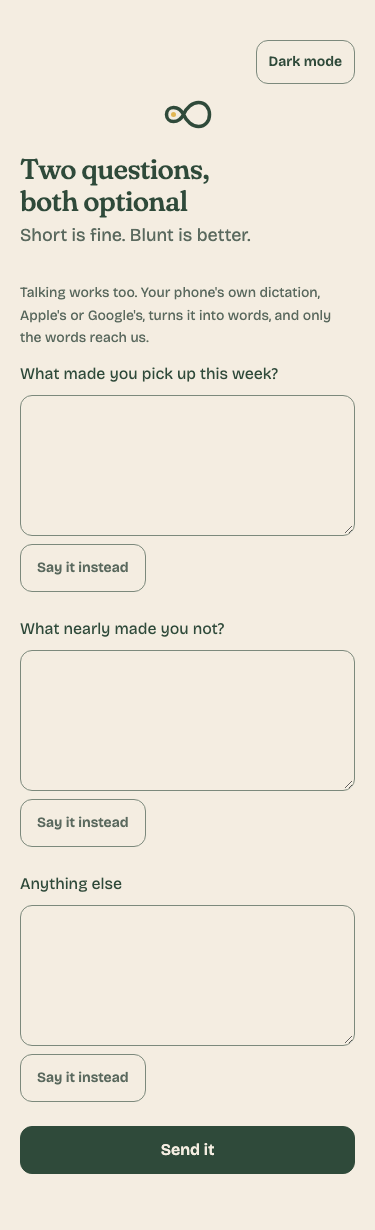 Dark mode
Two questions,
both optional
Short is fine. Blunt is better.
Talking works too. Your phone's own dictation,
Apple's or Google's, turns it into words, and only
the words reach us.
What made you pick up this week?
Say it instead
What nearly made you not?
Say it instead
Anything else
Say it instead
Send it